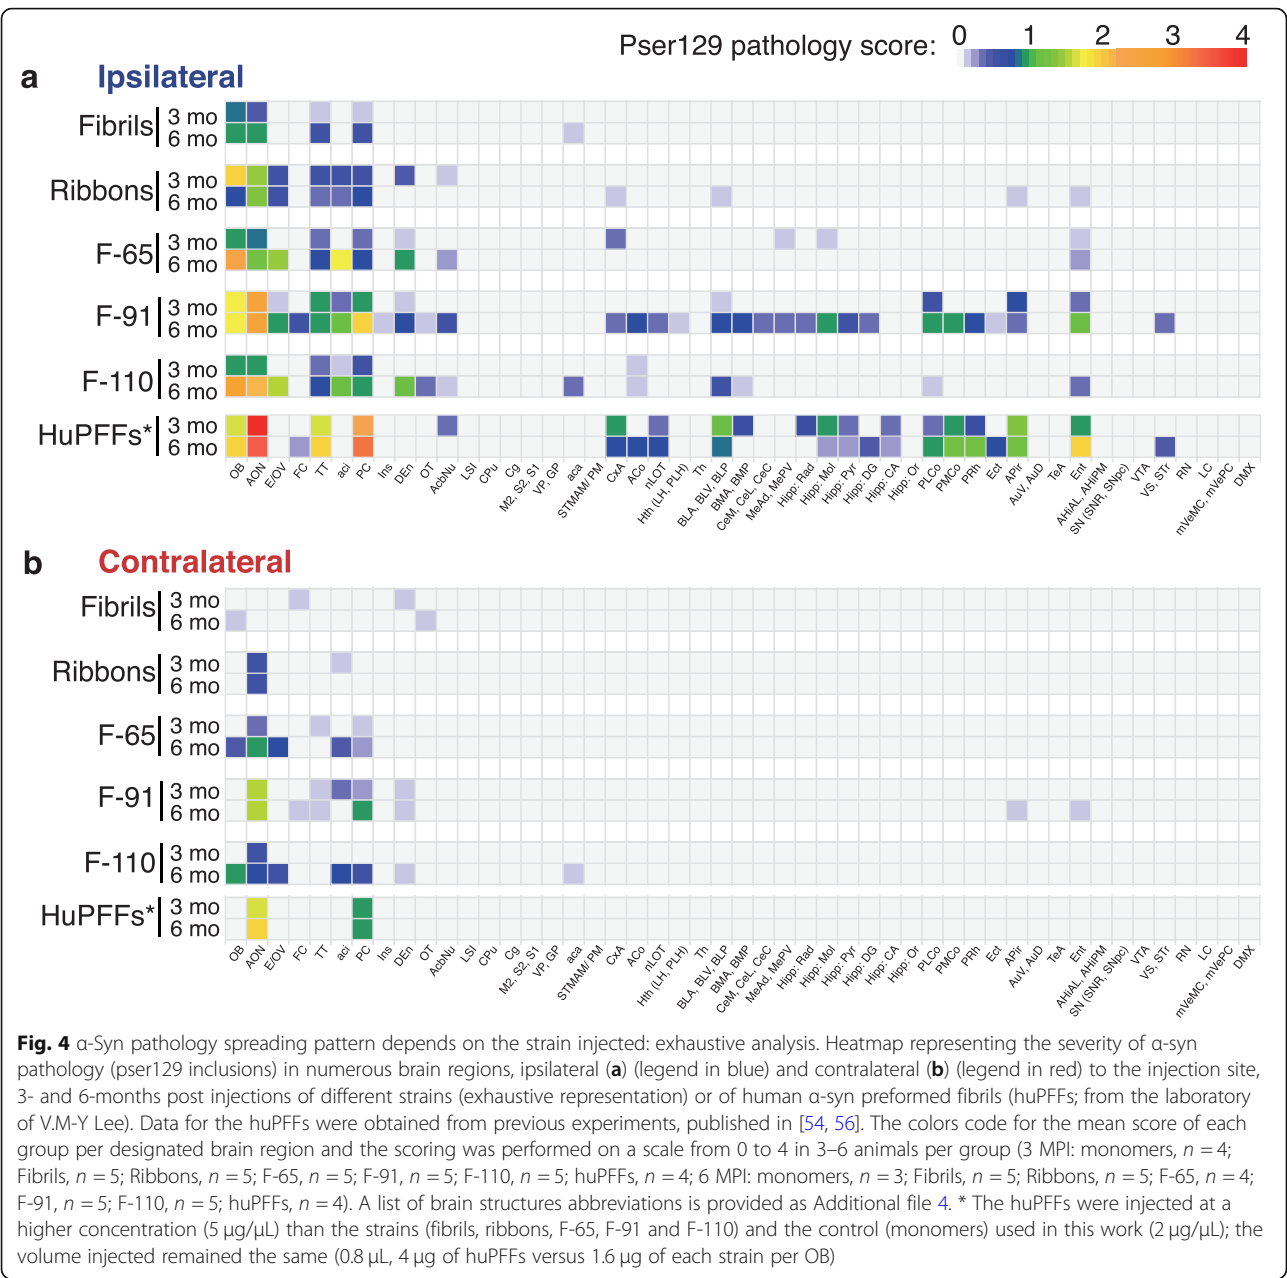 Pser129 pathology score: 0 1 2 3 4
a Ipsilateral
Fibrils 3 mo
6 mo
Ribbons 3 mo
6 mo
F-65 3 mo
6 mo
F-91 3 mo
6 mo
F-110 3 mo
6 mo
HuPFFs* 3 mo
6 mo
OB AON E/OV FC TT aci PC Ins DEn OT AcbNu LSI CPu Cg M2, S2, S1 VP, GP aca STMAM/ PM CxA ACo nLOT Hth (LH, PLH) Th BLA, BLV, BLP BMA, BMP CeM, CeL, CeC MeAd, MePV Hipp: Rad Hipp: Mol Hipp: Pyr Hipp: DG Hipp: CA Hipp: Or PLCo PMCo PRh Ect APir AuV, AuD TeA Ent AHiAL, AHiPM SN (SNR, SNpc) VTA VS, STr RN LC mVeMC, mVePC DMX
b Contralateral
Fibrils 3 mo
6 mo
Ribbons 3 mo
6 mo
F-65 3 mo
6 mo
F-91 3 mo
6 mo
F-110 3 mo
6 mo
HuPFFs* 3 mo
6 mo
OB AON E/OV FC TT aci PC Ins DEn OT AcbNu LSI CPu Cg M2, S2, S1 VP, GP aca STMAM/ PM CxA ACo nLOT Hth (LH, PLH) Th BLA, BLV, BLP BMA, BMP CeM, CeL, CeC MeAd, MePV Hipp: Rad Hipp: Mol Hipp: Pyr Hipp: DG Hipp: CA Hipp: Or PLCo PMCo PRh Ect APir AuV, AuD TeA Ent AHiAL, AHiPM SN (SNR, SNpc) VTA VS, STr RN LC mVeMC, mVePC DMX
Fig. 4 α-Syn pathology spreading pattern depends on the strain injected: exhaustive analysis. Heatmap representing the severity of α-syn
pathology (pser129 inclusions) in numerous brain regions, ipsilateral (a) (legend in blue) and contralateral (b) (legend in red) to the injection site,
3- and 6-months post injections of different strains (exhaustive representation) or of human α-syn preformed fibrils (huPFFs; from the laboratory
of V.M-Y Lee). Data for the huPFFs were obtained from previous experiments, published in [54, 56]. The colors code for the mean score of each
group per designated brain region and the scoring was performed on a scale from 0 to 4 in 3–6 animals per group (3 MPI: monomers, n = 4;
Fibrils, n = 5; Ribbons, n = 5; F-65, n = 5; F-91, n = 5; F-110, n = 5; huPFFs, n = 4; 6 MPI: monomers, n = 3; Fibrils, n = 5; Ribbons, n = 5; F-65, n = 4;
F-91, n = 5; F-110, n = 5; huPFFs, n = 4). A list of brain structures abbreviations is provided as Additional file 4. * The huPFFs were injected at a
higher concentration (5 μg/μL) than the strains (fibrils, ribbons, F-65, F-91 and F-110) and the control (monomers) used in this work (2 μg/μL); the
volume injected remained the same (0.8 μL, 4 μg of huPFFs versus 1.6 μg of each strain per OB)